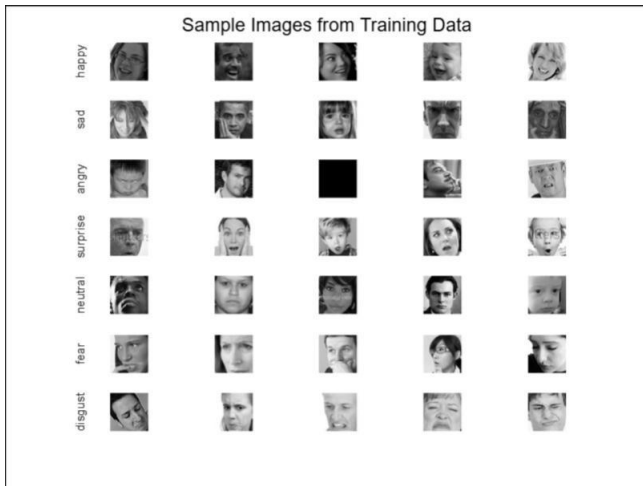 Sample Images from Training Data
happy
sad
angry
surprise
neutral
fear
disgust